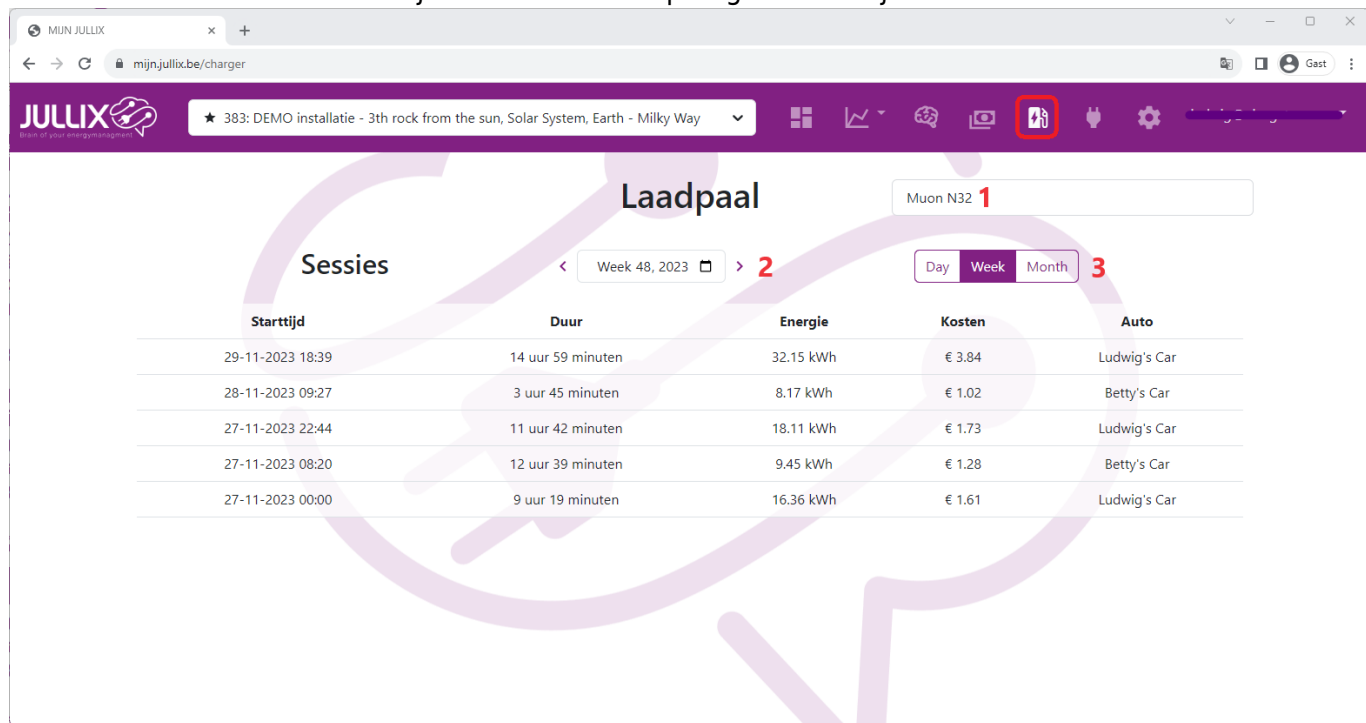 MIJN JULLIX
mijn.jullix.be/charger
Gast
JULLIX
Brain of your energymanagment
★ 383: DEMO installatie - 3th rock from the sun, Solar System, Earth - Milky Way
Laadpaal
Muon N32 1
Sessies
Week 48, 2023
2
Day Week Month 3
Starttijd Duur Energie Kosten Auto
29-11-2023 18:39 14 uur 59 minuten 32.15 kWh € 3.84 Ludwig's Car
28-11-2023 09:27 3 uur 45 minuten 8.17 kWh € 1.02 Betty's Car
27-11-2023 22:44 11 uur 42 minuten 18.11 kWh € 1.73 Ludwig's Car
27-11-2023 08:20 12 uur 39 minuten 9.45 kWh € 1.28 Betty's Car
27-11-2023 00:00 9 uur 19 minuten 16.36 kWh € 1.61 Ludwig's Car